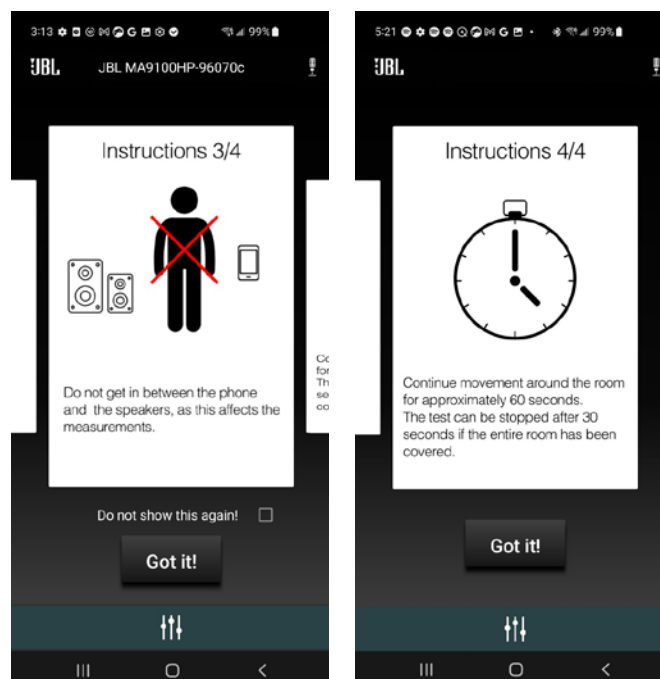 3:13
99%
JBL
JBL MA9100HP-96070c
Instructions 3/4
Do not get in between the phone
and the speakers, as this affects the
measurements.
Do not show this again!
Got it!
5:21
99%
JBL
Instructions 4/4
Continue movement around the room
for approximately 60 seconds.
The test can be stopped after 30
seconds if the entire room has been
covered.
Got it!